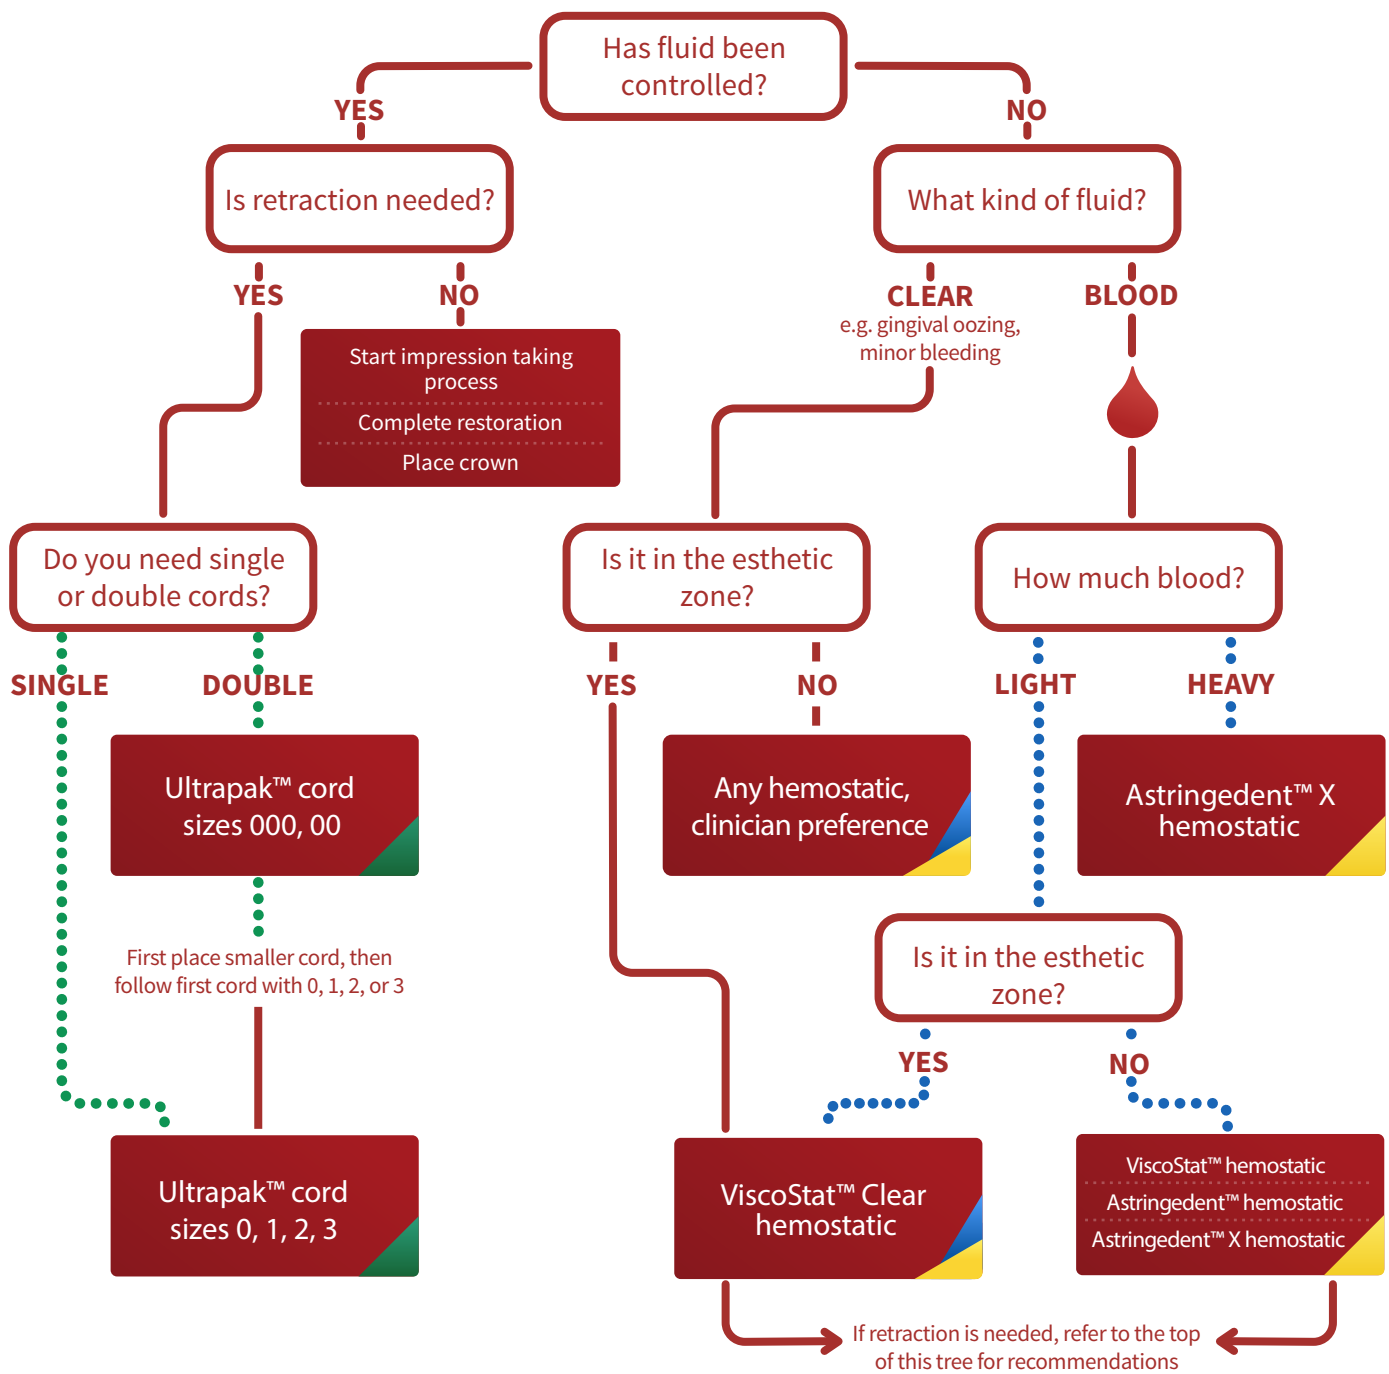 Has fluid been
controlled?
YES
NO
Is retraction needed?
What kind of fluid?
YES
NO
CLEAR
e.g. gingival oozing,
minor bleeding
BLOOD
Start impression taking
process
Complete restoration
Place crown
Do you need single
or double cords?
Is it in the esthetic
zone?
How much blood?
SINGLE
DOUBLE
YES
NO
LIGHT
HEAVY
Ultrapak™ cord
sizes 000, 00
Any hemostatic,
clinician preference
Astringedent™ X
hemostatic
First place smaller cord, then
follow first cord with 0, 1, 2, or 3
Is it in the esthetic
zone?
YES
NO
Ultrapak™ cord
sizes 0, 1, 2, 3
ViscoStat™ Clear
hemostatic
ViscoStat™ hemostatic
Astringedent™ hemostatic
Astringedent™ X hemostatic
If retraction is needed, refer to the top
of this tree for recommendations